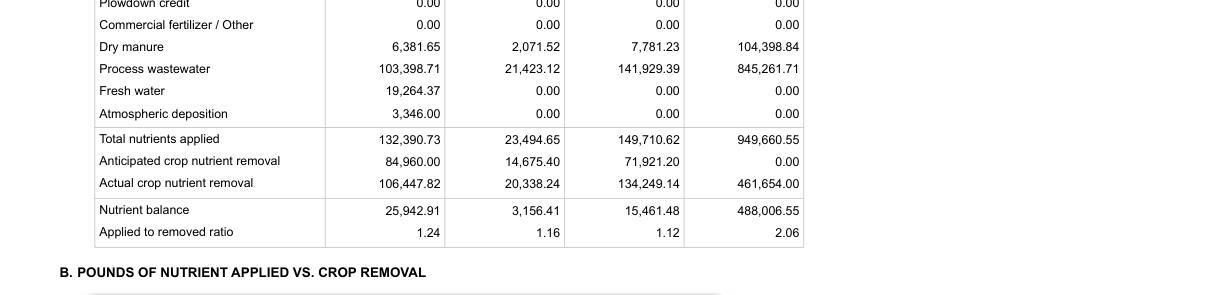 Plowdown credit 0.00 0.00 0.00 0.00
Commercial fertilizer / Other 0.00 0.00 0.00 0.00
Dry manure 6,381.65 2,071.52 7,781.23 104,398.84
Process wastewater 103,398.71 21,423.12 141,929.39 845,261.71
Fresh water 19,264.37 0.00 0.00 0.00
Atmospheric deposition 3,346.00 0.00 0.00 0.00
Total nutrients applied 132,390.73 23,494.65 149,710.62 949,660.55
Anticipated crop nutrient removal 84,960.00 14,675.40 71,921.20 0.00
Actual crop nutrient removal 106,447.82 20,338.24 134,249.14 461,654.00
Nutrient balance 25,942.91 3,156.41 15,461.48 488,006.55
Applied to removed ratio 1.24 1.16 1.12 2.06
B. POUNDS OF NUTRIENT APPLIED VS. CROP REMOVAL